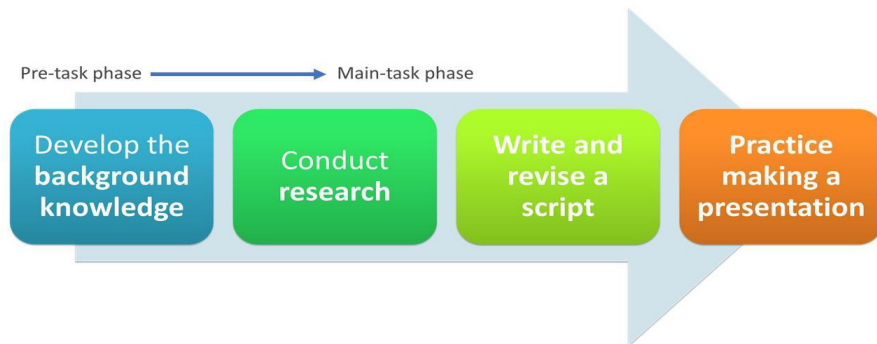 Pre-task phase
Main-task phase
Develop the
background
knowledge
Conduct
research
Write and
revise a
script
Practice
making a
presentation